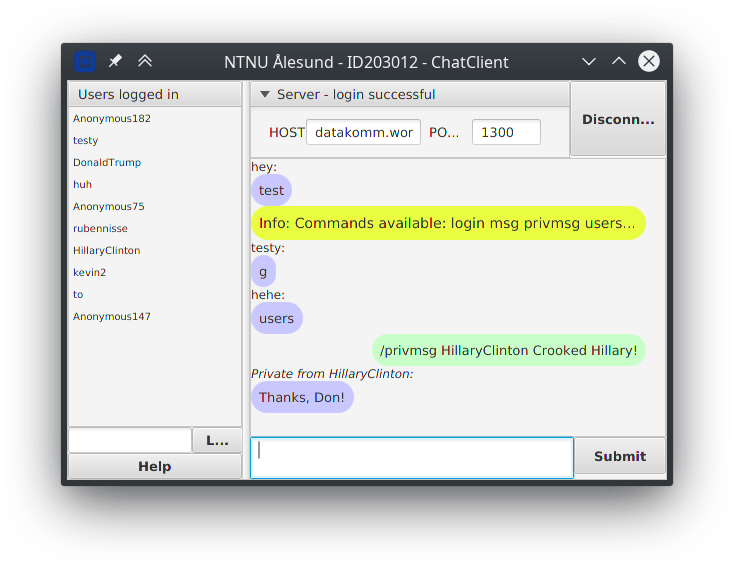 NTNU Ålesund - ID203012 - ChatClient
Users logged in
Anonymous182
testy
DonaldTrump
huh
Anonymous75
rubennisse
HillaryClinton
kevin2
to
Anonymous147
L...
Help
Server - login successful
HOST datakomm.wor PO... 1300
Disconn...
hey:
test
Info: Commands available: login msg privmsg users...
testy:
g
hehe:
users
/privmsg HillaryClinton Crooked Hillary!
Private from HillaryClinton:
Thanks, Don!
Submit